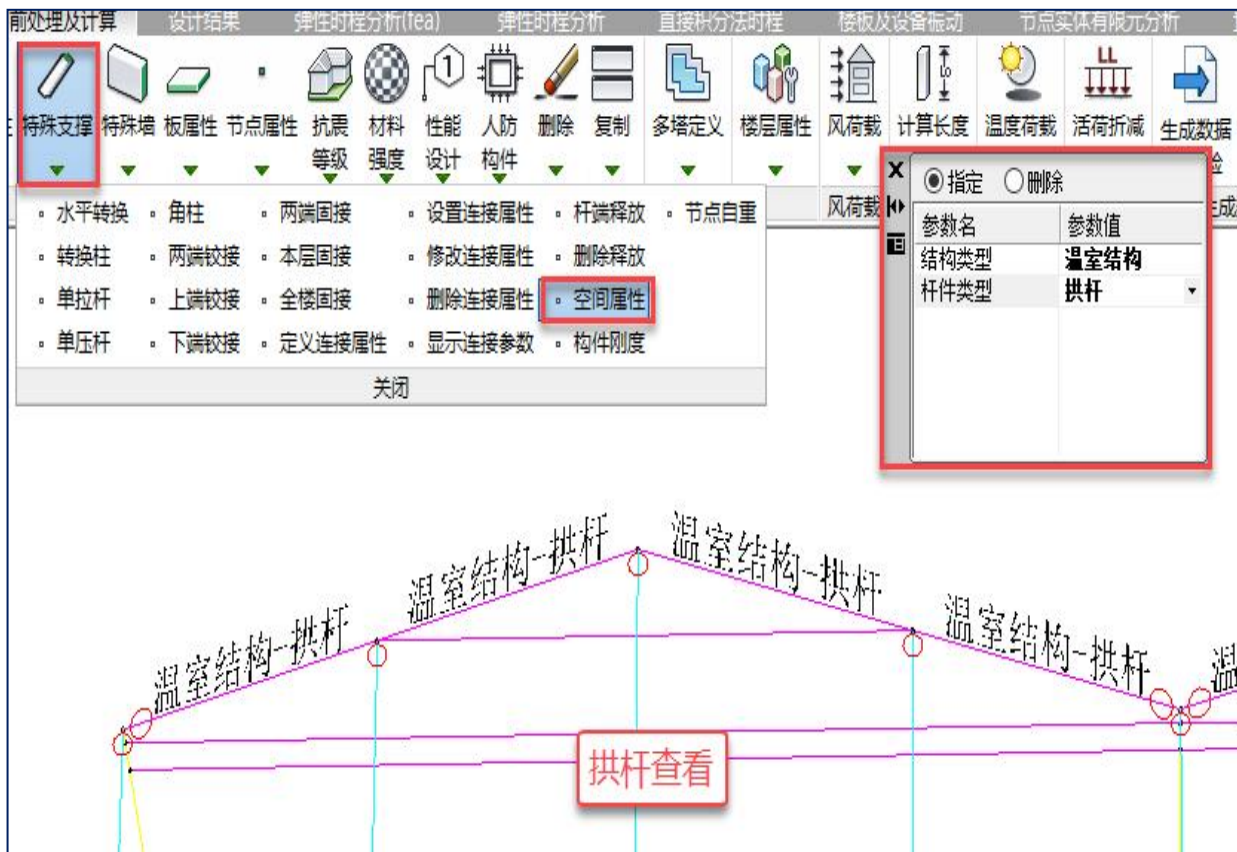 前处理及计算 设计结果 弹性时程分析(fea) 弹性时程分析 直接积分法时程 楼板及设备振动 节点实体有限元分析
特殊支撑 特殊墙 板属性 节点属性 抗震等级 材料强度 性能设计 人防构件 删除 复制 多塔定义 楼层属性 风荷载 计算长度 温度荷载 活荷折减 生成数据
风荷载
水平转换 角柱 两端固接 设置连接属性 杆端释放 节点自重
转换柱 两端铰接 本层固接 修改连接属性 删除释放
单拉杆 上端铰接 全楼固接 删除连接属性 空间属性
单压杆 下端铰接 定义连接属性 显示连接参数 构件刚度
关闭
指定 删除
参数名 参数值
结构类型 温室结构
杆件类型 拱杆
温室结构-拱杆
温室结构-拱杆
温室结构-拱杆
温室结构-拱杆
温
拱杆查看